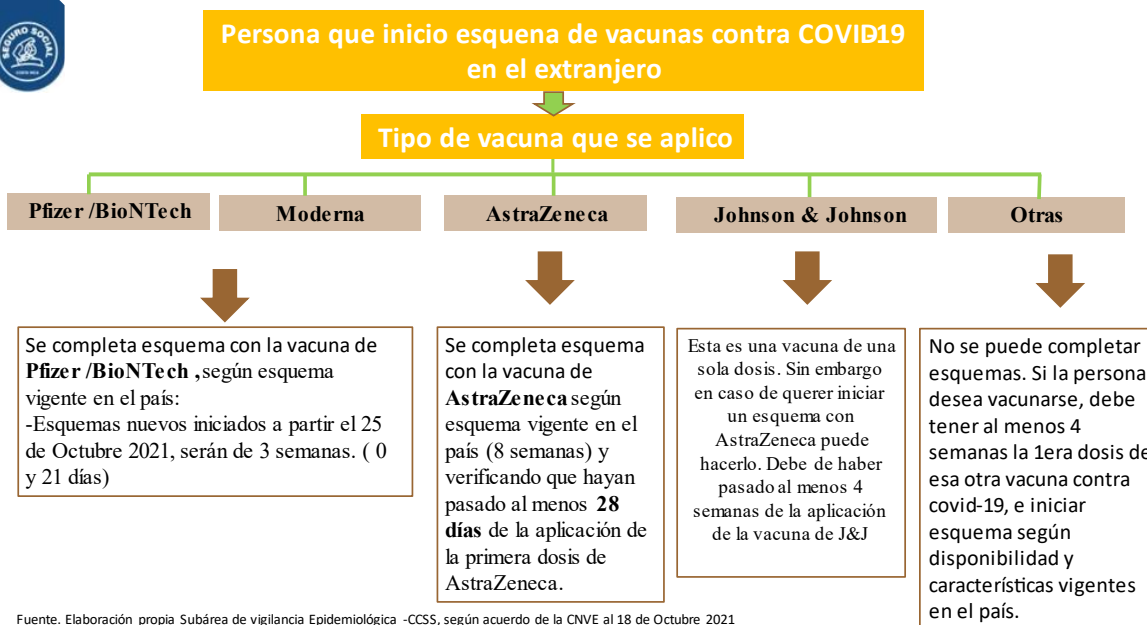 SEGURO SOCIAL
COSTA RICA
Persona que inicio esquena de vacunas contra COVID-19
en el extranjero
Tipo de vacuna que se aplico
Pfizer /BioNTech
Moderna
AstraZeneca
Johnson & Johnson
Otras
Se completa esquema con la vacuna de
Pfizer /BioNTech , según esquema
vigente en el país:
-Esquemas nuevos iniciados a partir el 25
de Octubre 2021, serán de 3 semanas. ( 0
y 21 días)
Se completa esquema
con la vacuna de
AstraZeneca según
esquema vigente en el
país (8 semanas) y
verificando que hayan
pasado al menos 28
días de la aplicación de
la primera dosis de
AstraZeneca.
Esta es una vacuna de una
sola dosis. Sin embargo
en caso de querer iniciar
un esquema con
AstraZeneca puede
hacerlo. Debe de haber
pasado al menos 4
semanas de la aplicación
de la vacuna de J&J
No se puede completar
esquemas. Si la persona
desea vacunarse, debe
tener al menos 4
semanas la 1era dosis de
esa otra vacuna contra
covid-19, e iniciar
esquema según
disponibilidad y
características vigentes
en el país.
Fuente. Elaboración propia Subárea de vigilancia Epidemiológica -CCSS, según acuerdo de la CNVE al 18 de Octubre 2021